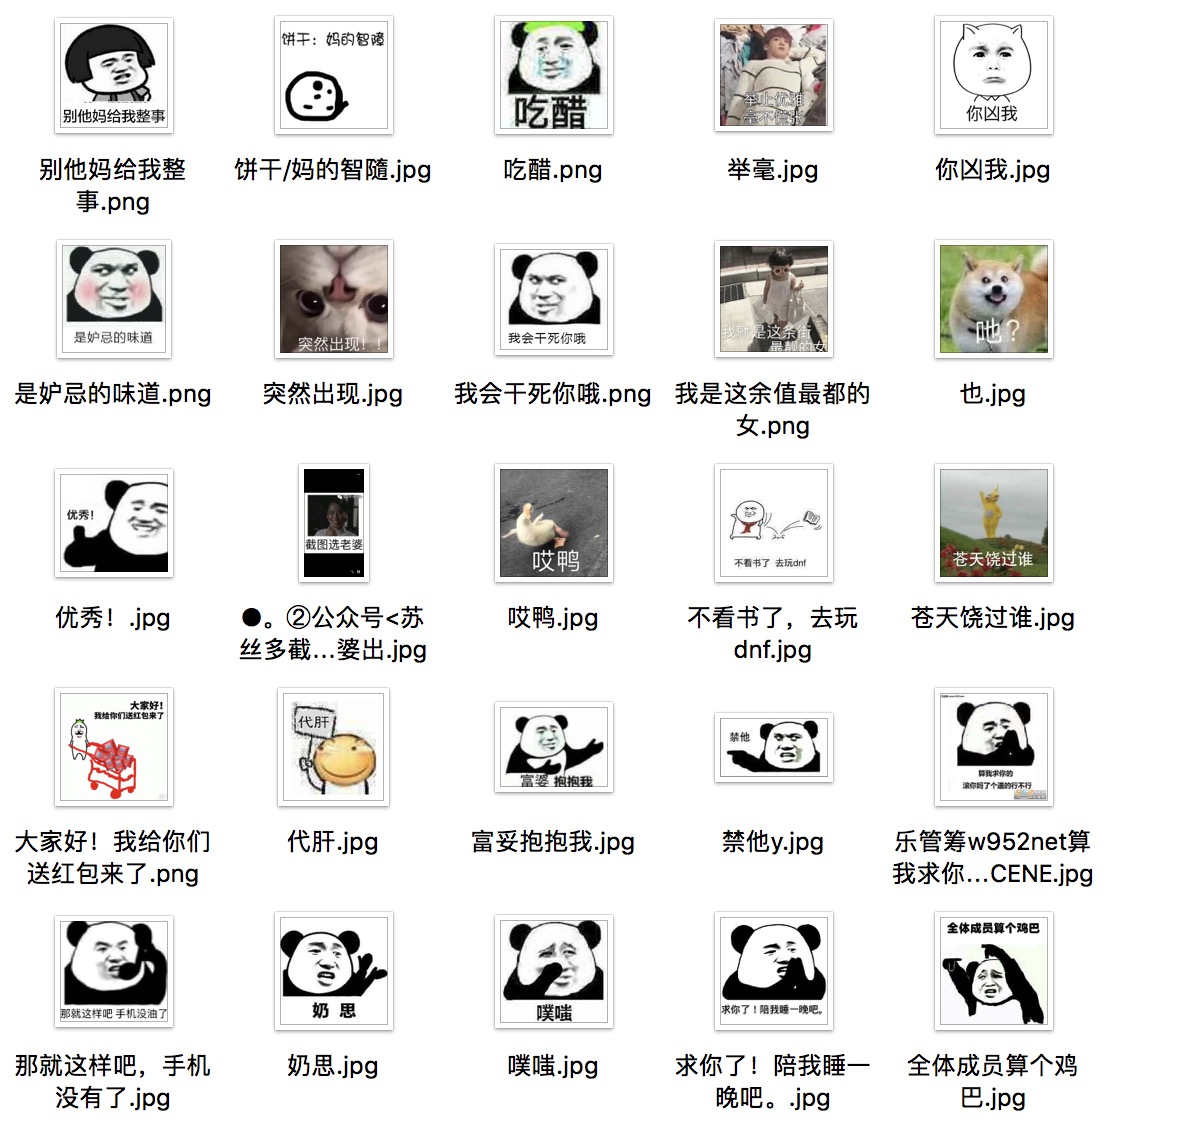 别他妈给我整事
饼干：妈的智障
吃醋
举止优雅
毫不慌张
你凶我
别他妈给我整
事.png
饼干/妈的智隨.jpg
吃醋.png
举毫.jpg
你凶我.jpg
是妒忌的味道
突然出现！！
我会干死你哦
我就是这条街
最靓的女
吔？
是妒忌的味道.png
突然出现.jpg
我会干死你哦.png
我是这余值最都的
女.png
也.jpg
优秀！
截图选老婆
哎鸭
不看书了 去玩dnf
苍天饶过谁
优秀！.jpg
●。②公众号<苏
丝多截...婆出.jpg
哎鸭.jpg
不看书了，去玩
dnf.jpg
苍天饶过谁.jpg
大家好！
我给你们送红包来了
代肝
富婆 抱抱我
禁他
算我求你的
滚你妈了个逼的行不行
大家好！我给你们
送红包来了.png
代肝.jpg
富妥抱抱我.jpg
禁他y.jpg
乐管筹w952net算
我求你...CENE.jpg
那就这样吧 手机没油了
奶思
噗嗤
求你了！陪我睡一晚吧。
全体成员算个鸡巴
那就这样吧，手机
没有了.jpg
奶思.jpg
噗嗤.jpg
求你了！陪我睡一
晚吧。.jpg
全体成员算个鸡
巴.jpg